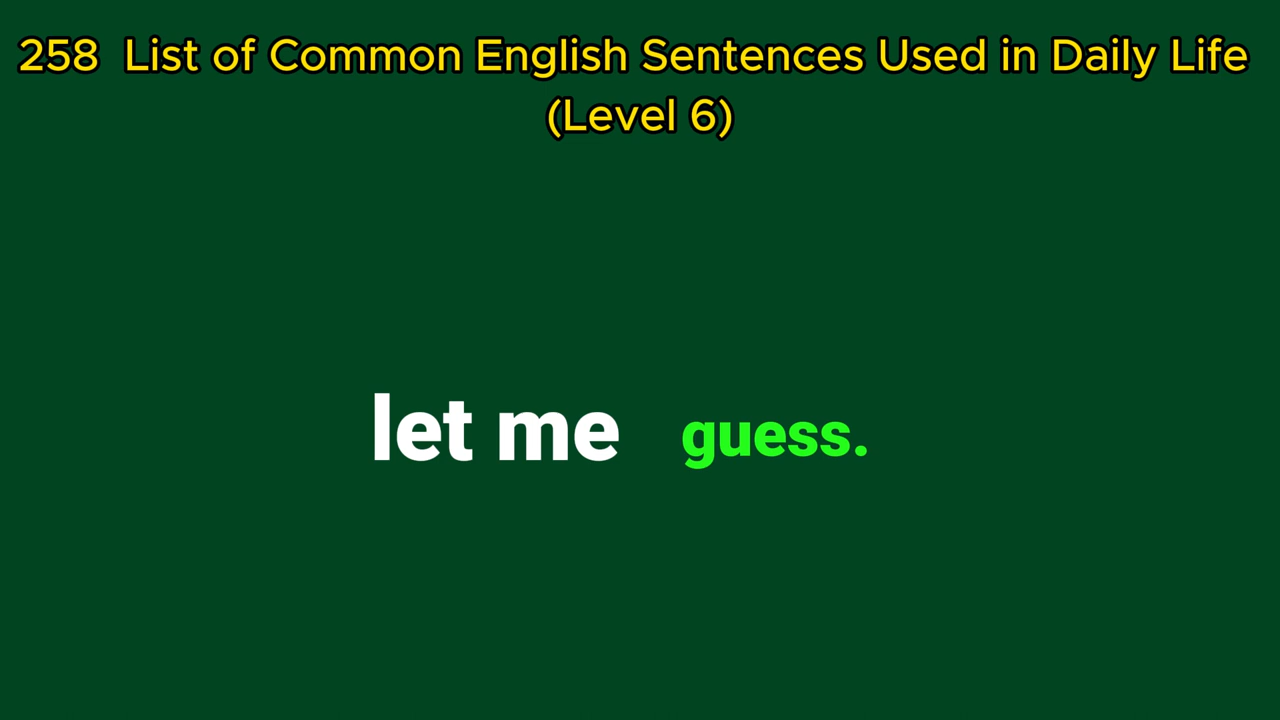 258 List of Common English Sentences Used in Daily Life
(Level 6)
let me guess.